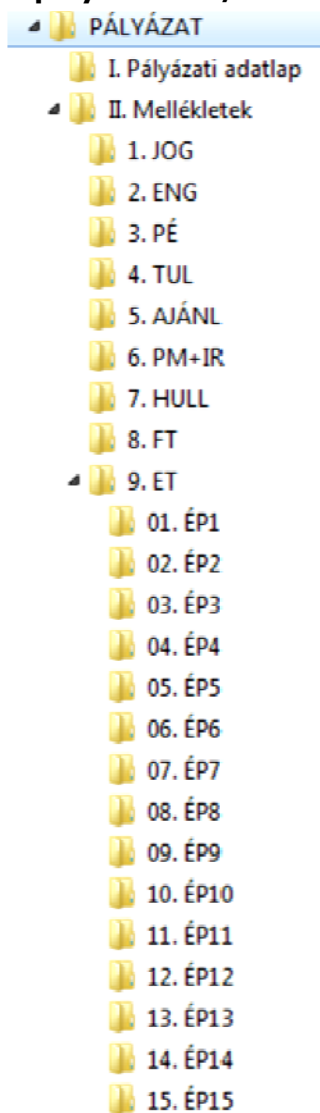 PÁLYÁZAT
I. Pályázati adatlap
II. Mellékletek
1. JOG
2. ENG
3. PÉ
4. TUL
5. AJÁNL
6. PM+IR
7. HULL
8. FT
9. ET
01. ÉP1
02. ÉP2
03. ÉP3
04. ÉP4
05. ÉP5
06. ÉP6
07. ÉP7
08. ÉP8
09. ÉP9
10. ÉP10
11. ÉP11
12. ÉP12
13. ÉP13
14. ÉP14
15. ÉP15